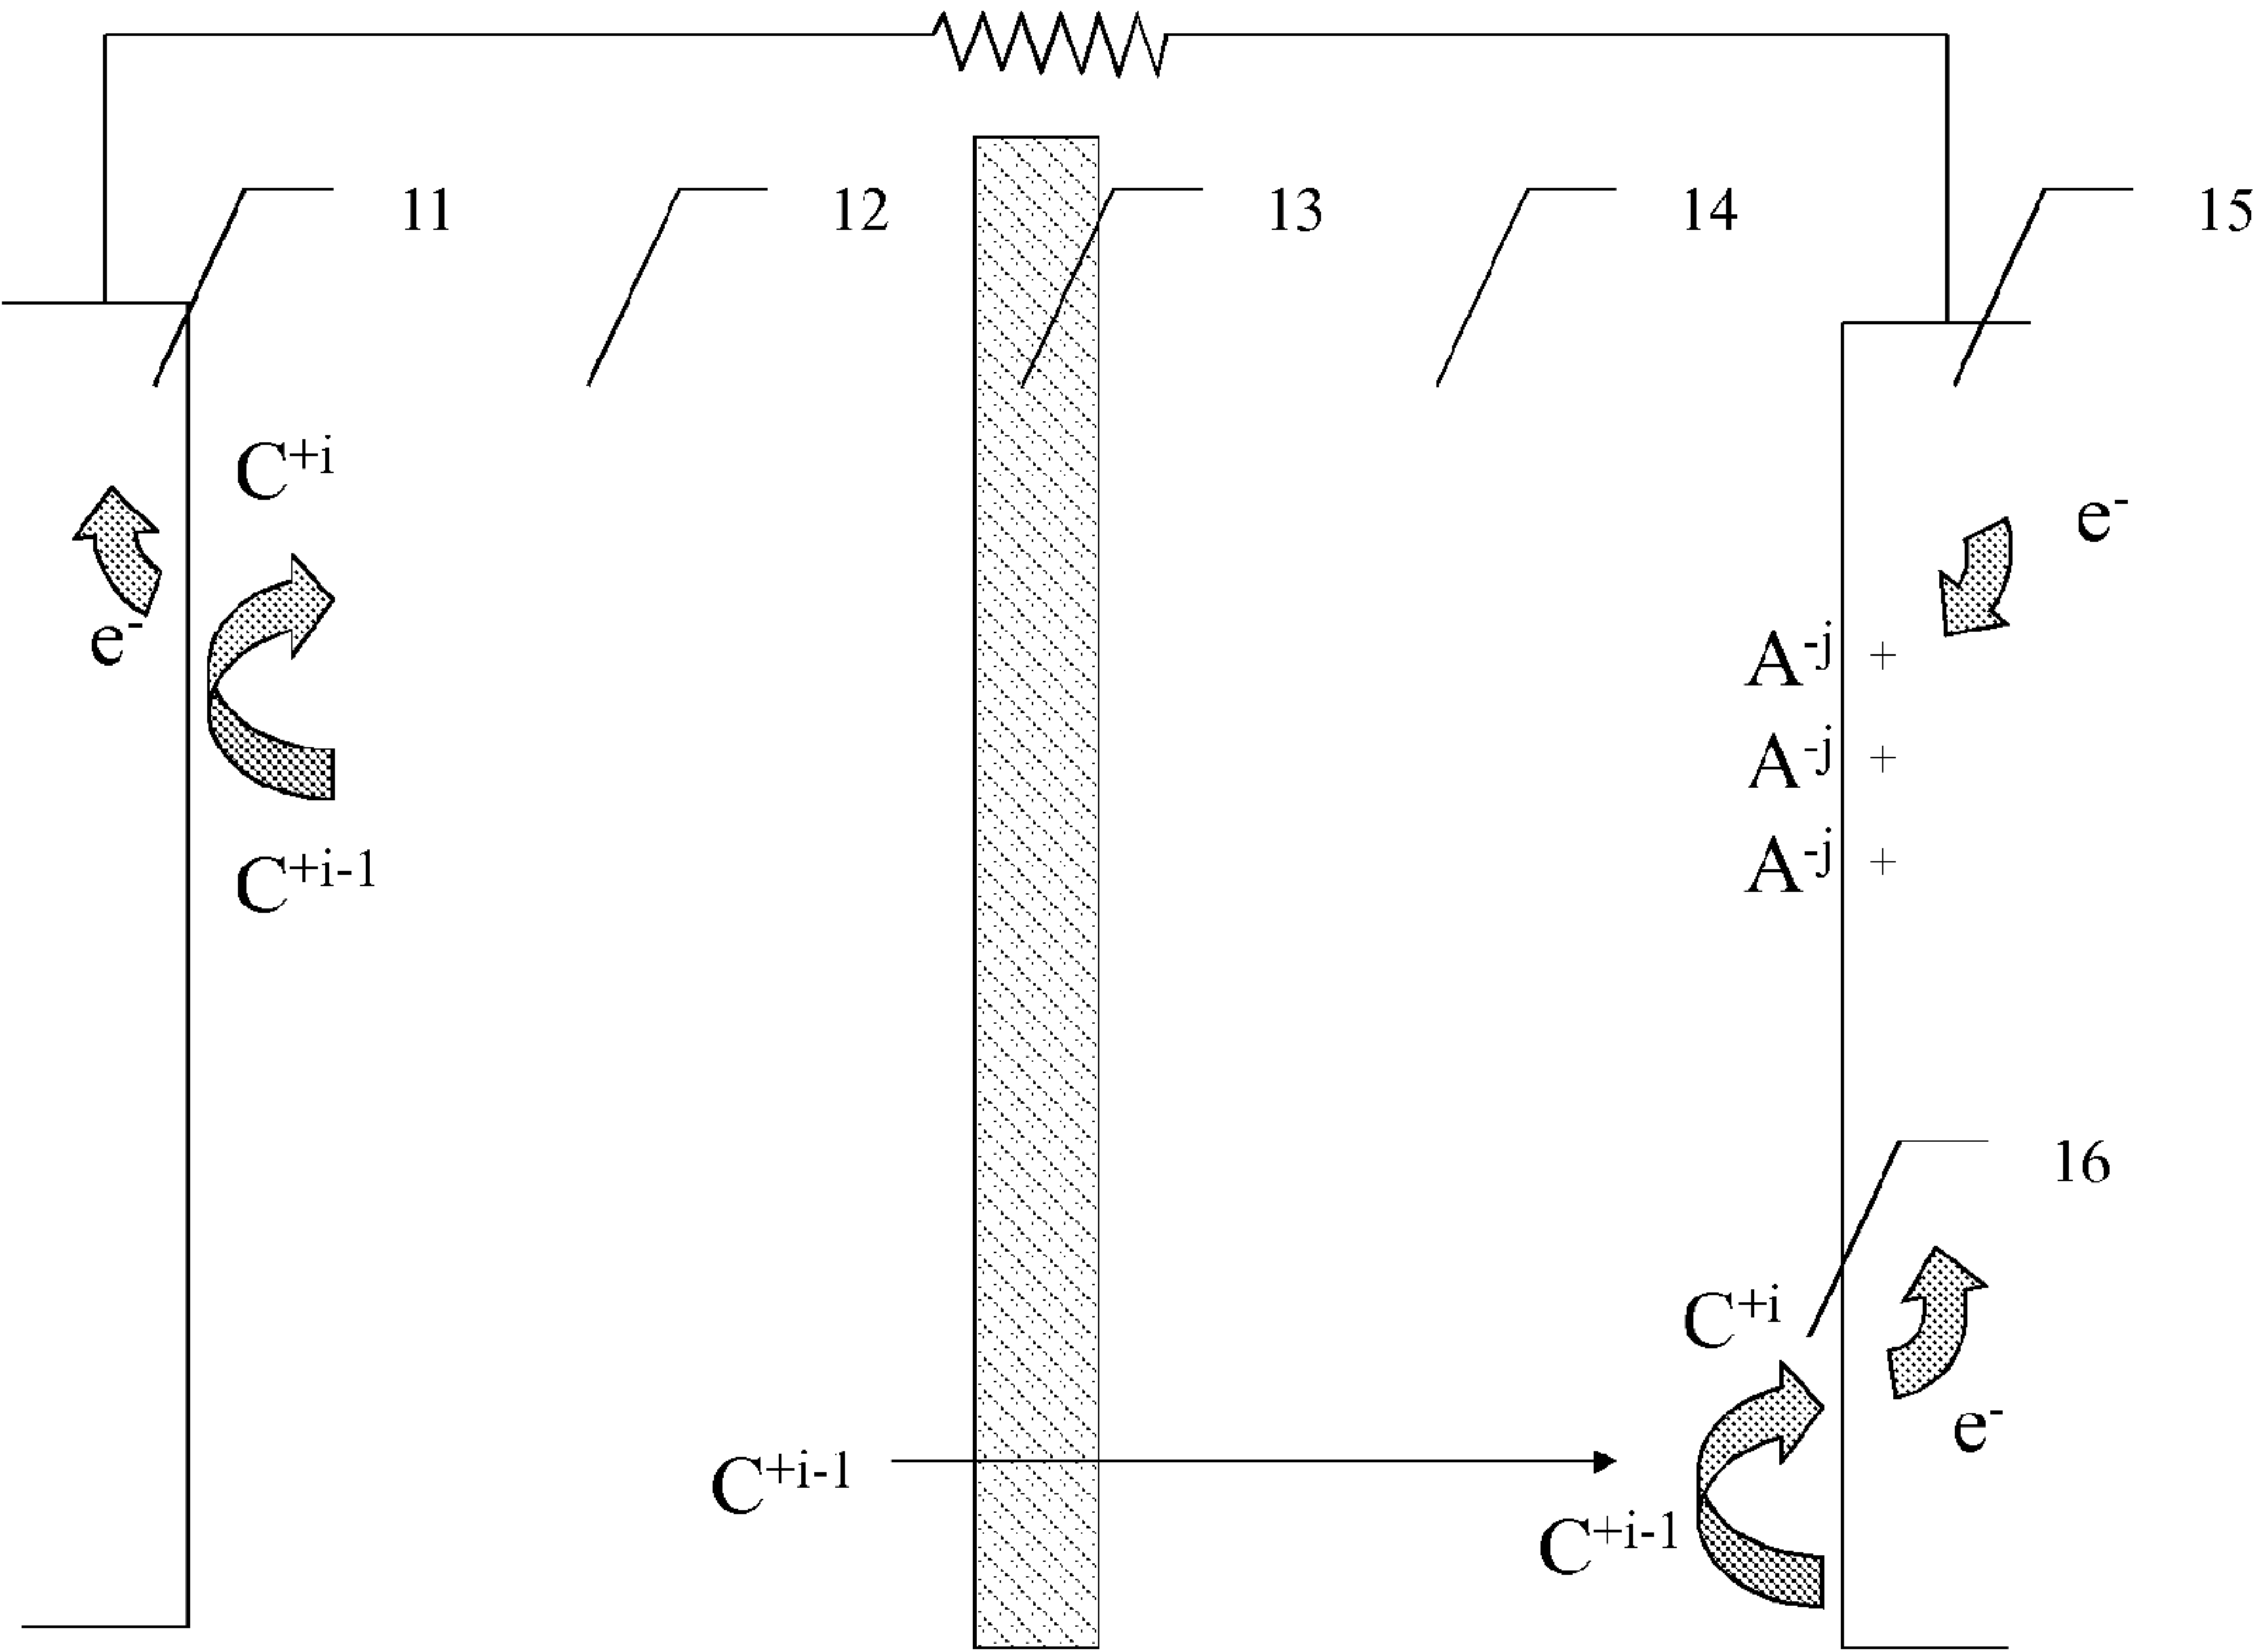 11 12 13 14 15
C⁺ⁱ
e⁻
e⁻
A⁻ʲ +
A⁻ʲ +
A⁻ʲ +
C⁺ⁱ⁻¹
16
C⁺ⁱ
e⁻
C⁺ⁱ⁻¹
C⁺ⁱ⁻¹